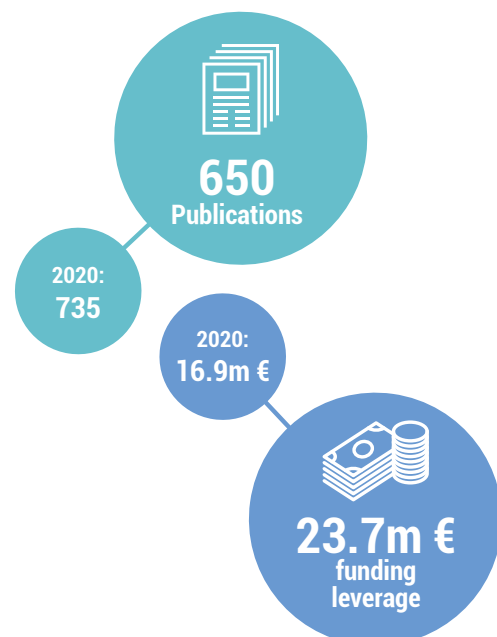 650
Publications
2020:
735
2020:
16.9m €
23.7m €
funding
leverage